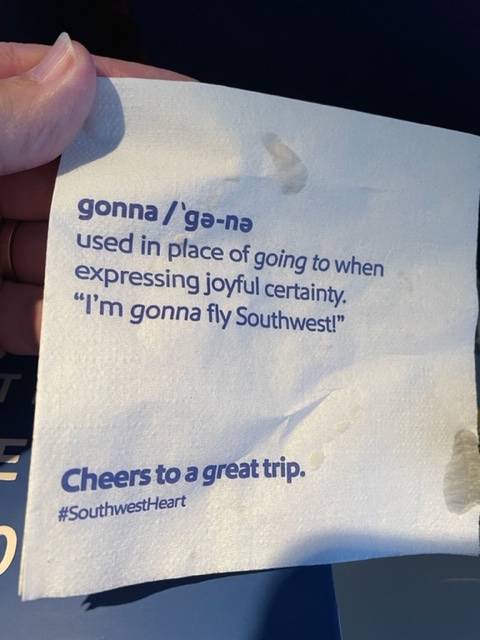 gonna /ˈgə-nə
used in place of going to when
expressing joyful certainty.
“I’m gonna fly Southwest!”
Cheers to a great trip.
#SouthwestHeart